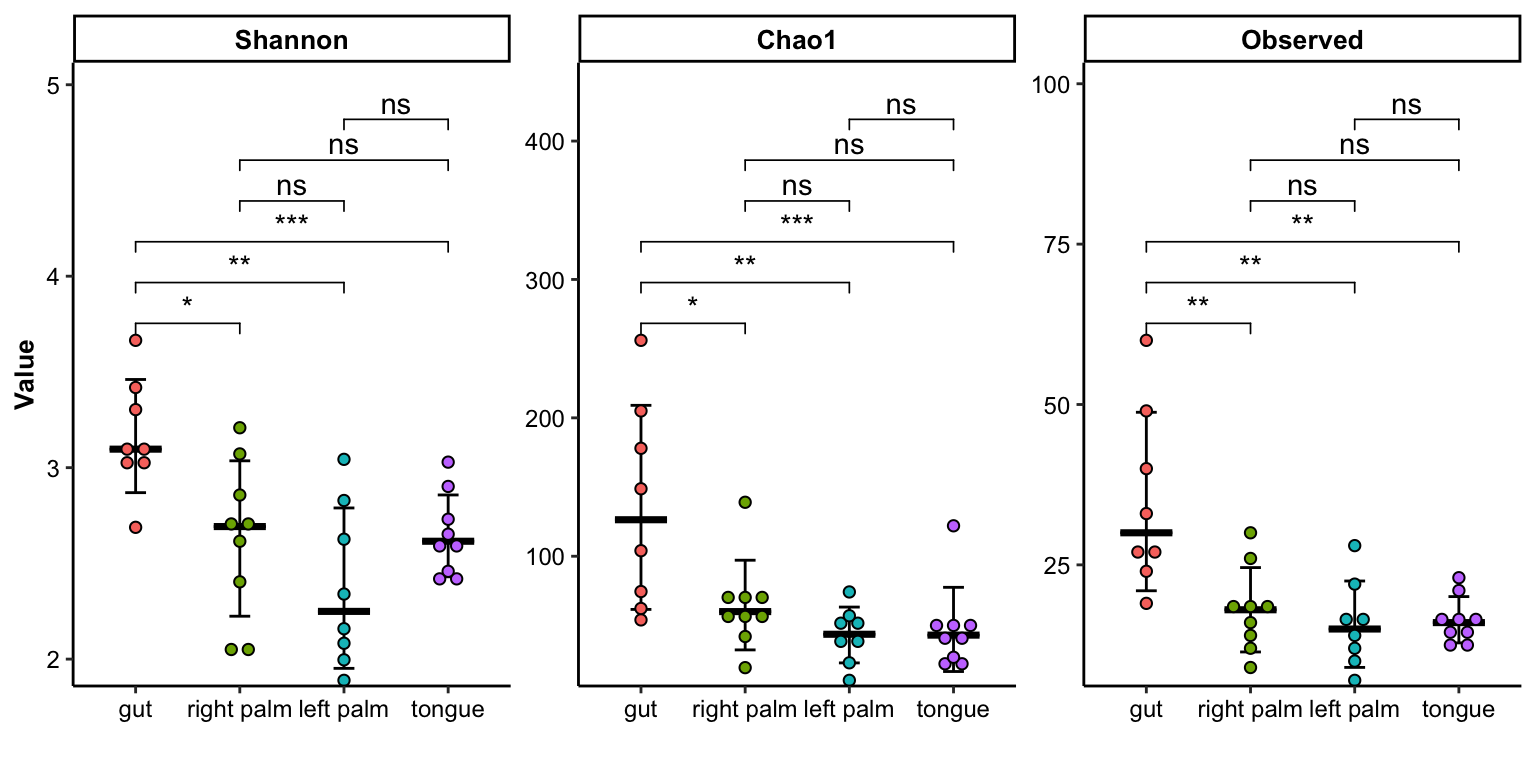 Shannon
Chao1
Observed
Value
5
4
3
2
ns
ns
ns
***
**
*
gut
right palm
left palm
tongue
400
300
200
100
ns
ns
ns
***
**
*
gut
right palm
left palm
tongue
100
75
50
25
ns
ns
ns
**
**
**
gut
right palm
left palm
tongue